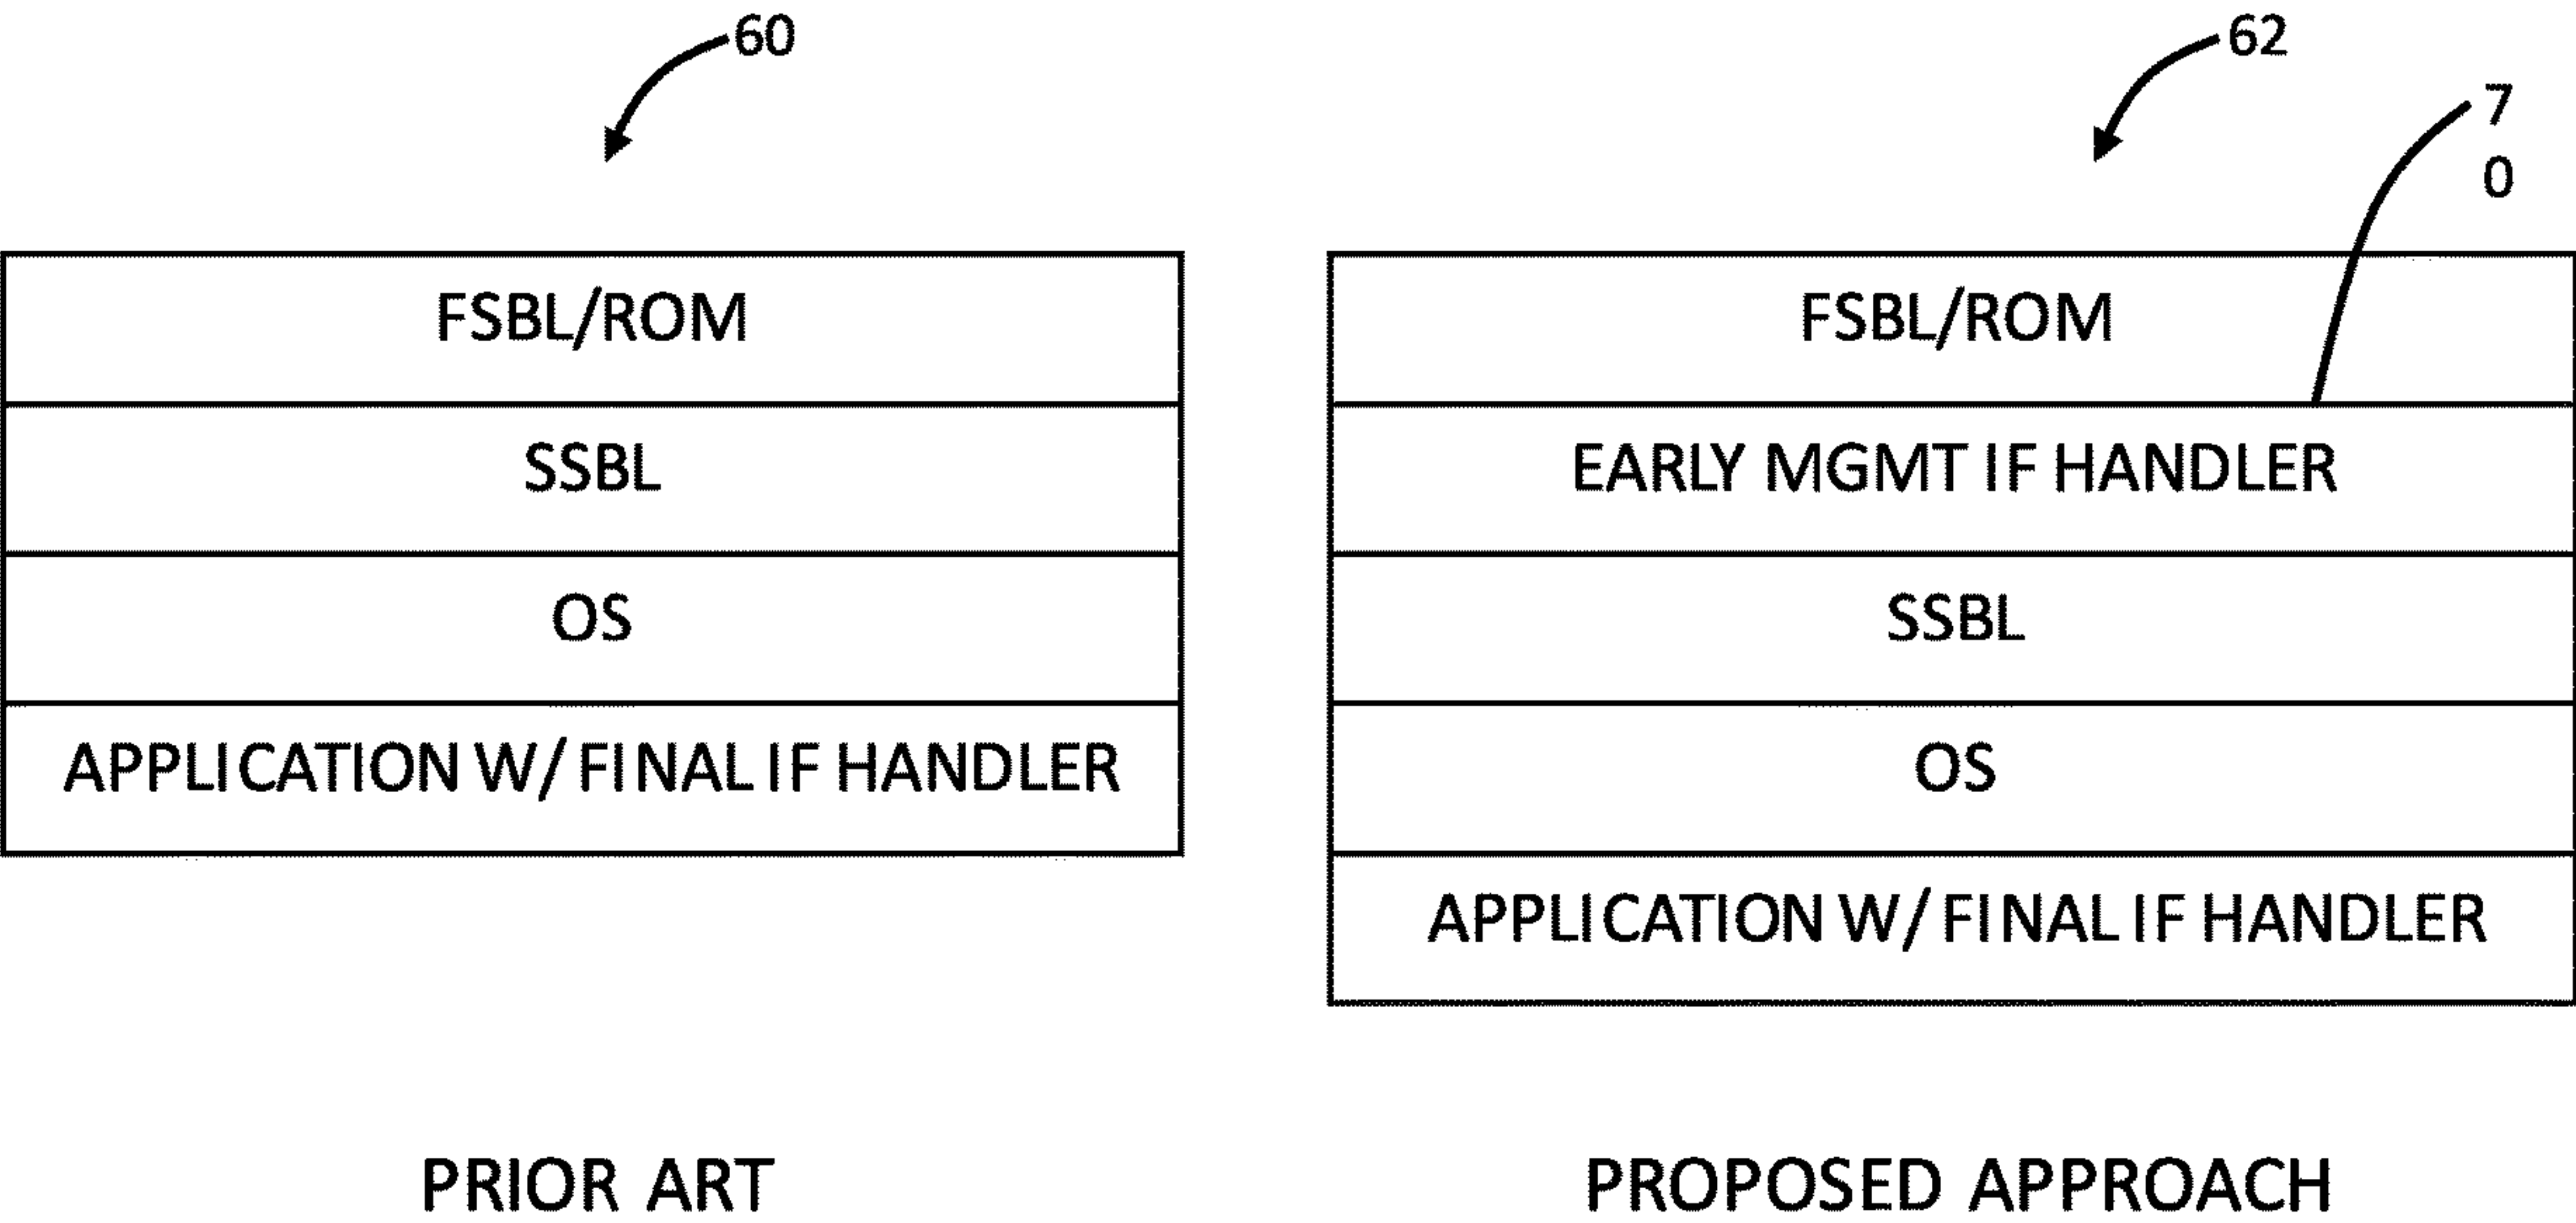 60
FSBL/ROM
SSBL
OS
APPLICATION W/ FINAL IF HANDLER
PRIOR ART
62
7
0
FSBL/ROM
EARLY MGMT IF HANDLER
SSBL
OS
APPLICATION W/ FINAL IF HANDLER
PROPOSED APPROACH